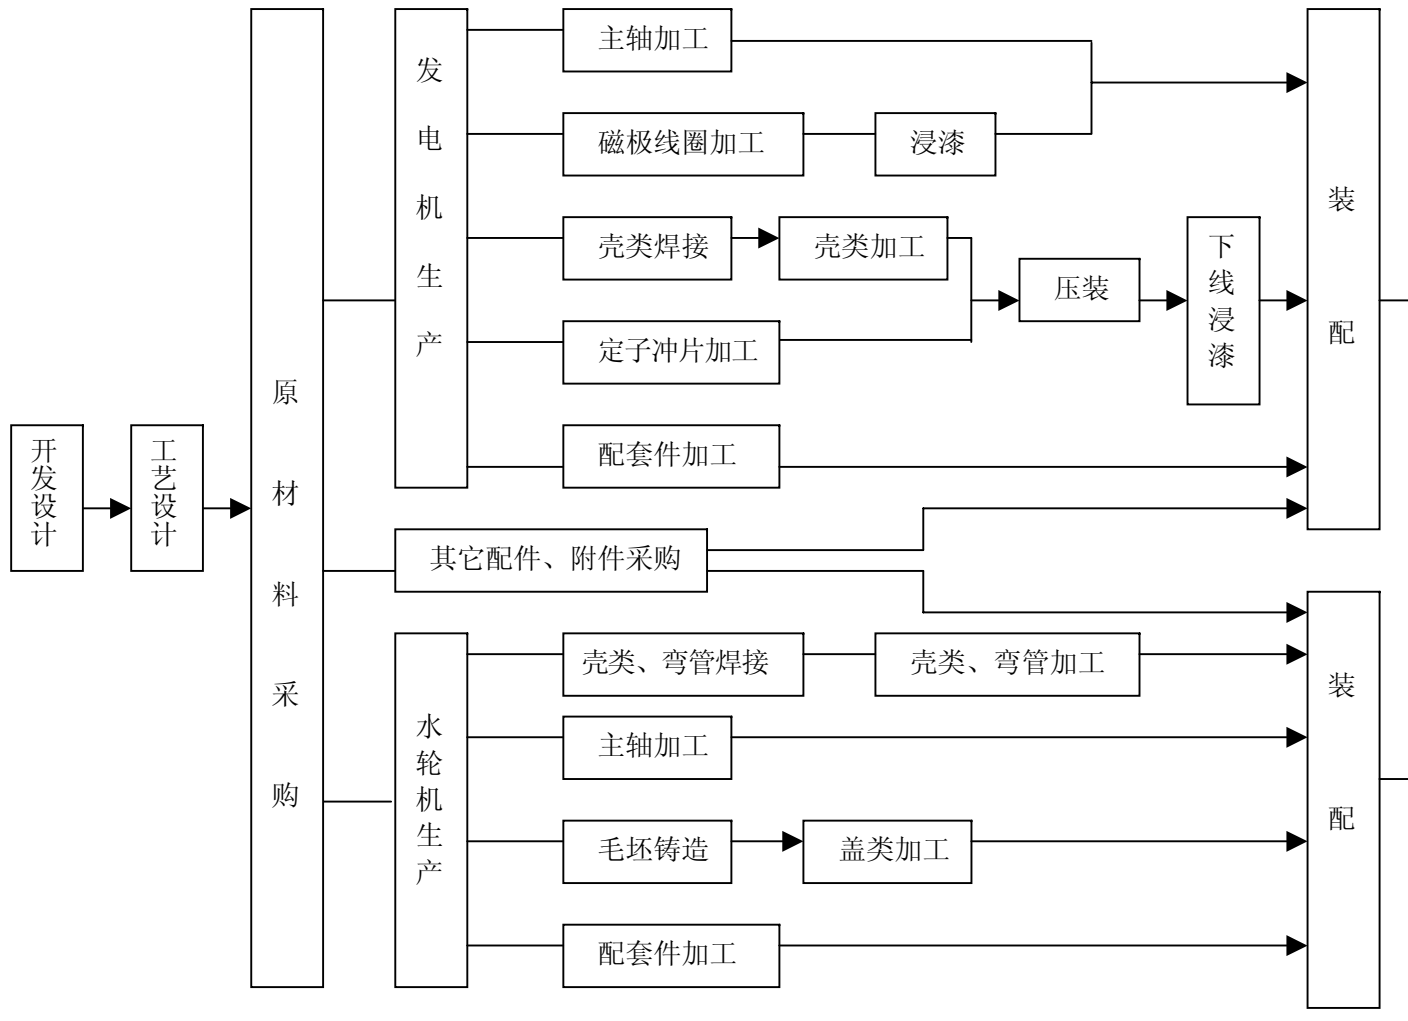 开发设计
工艺设计
原材料采购
发电机生产
主轴加工
磁极线圈加工
浸漆
壳类焊接
壳类加工
定子冲片加工
压装
下线浸漆
配套件加工
装配
其它配件、附件采购
水轮机生产
壳类、弯管焊接
壳类、弯管加工
主轴加工
毛坯铸造
盖类加工
配套件加工
装配